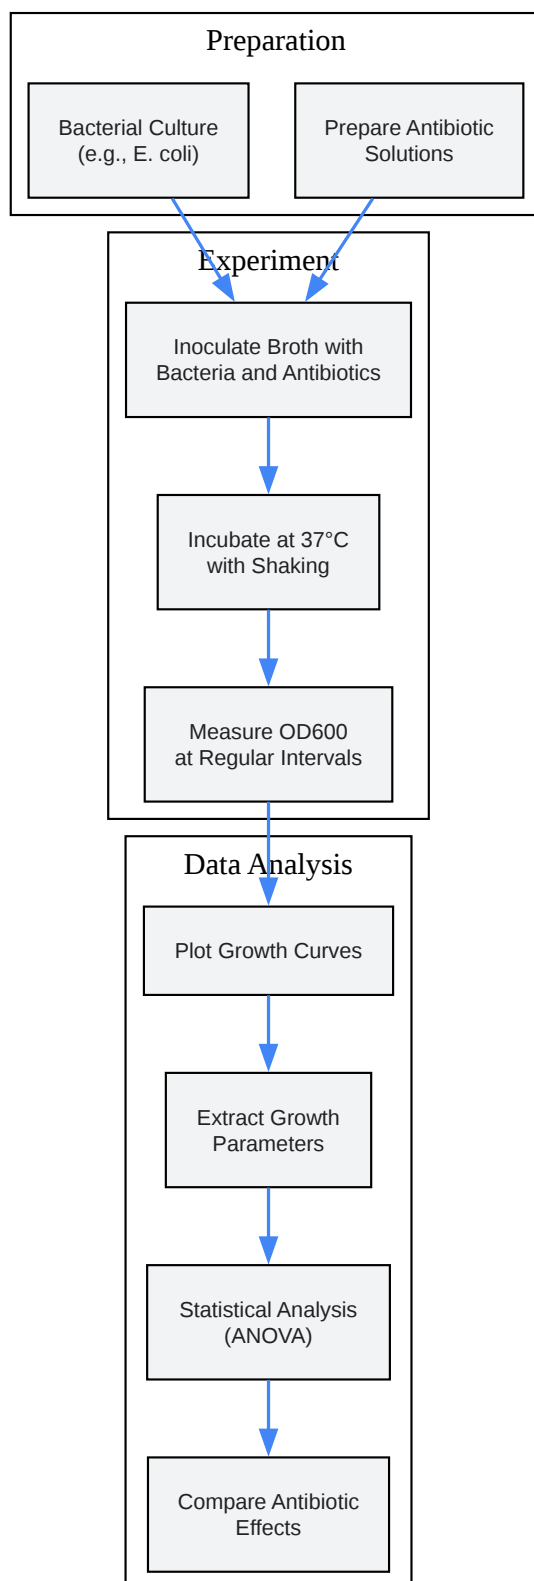 Preparation
Bacterial Culture
(e.g., E. coli)
Prepare Antibiotic
Solutions
Experiment
Inoculate Broth with
Bacteria and Antibiotics
Incubate at 37°C
with Shaking
Measure OD600
at Regular Intervals
Data Analysis
Plot Growth Curves
Extract Growth
Parameters
Statistical Analysis
(ANOVA)
Compare Antibiotic
Effects